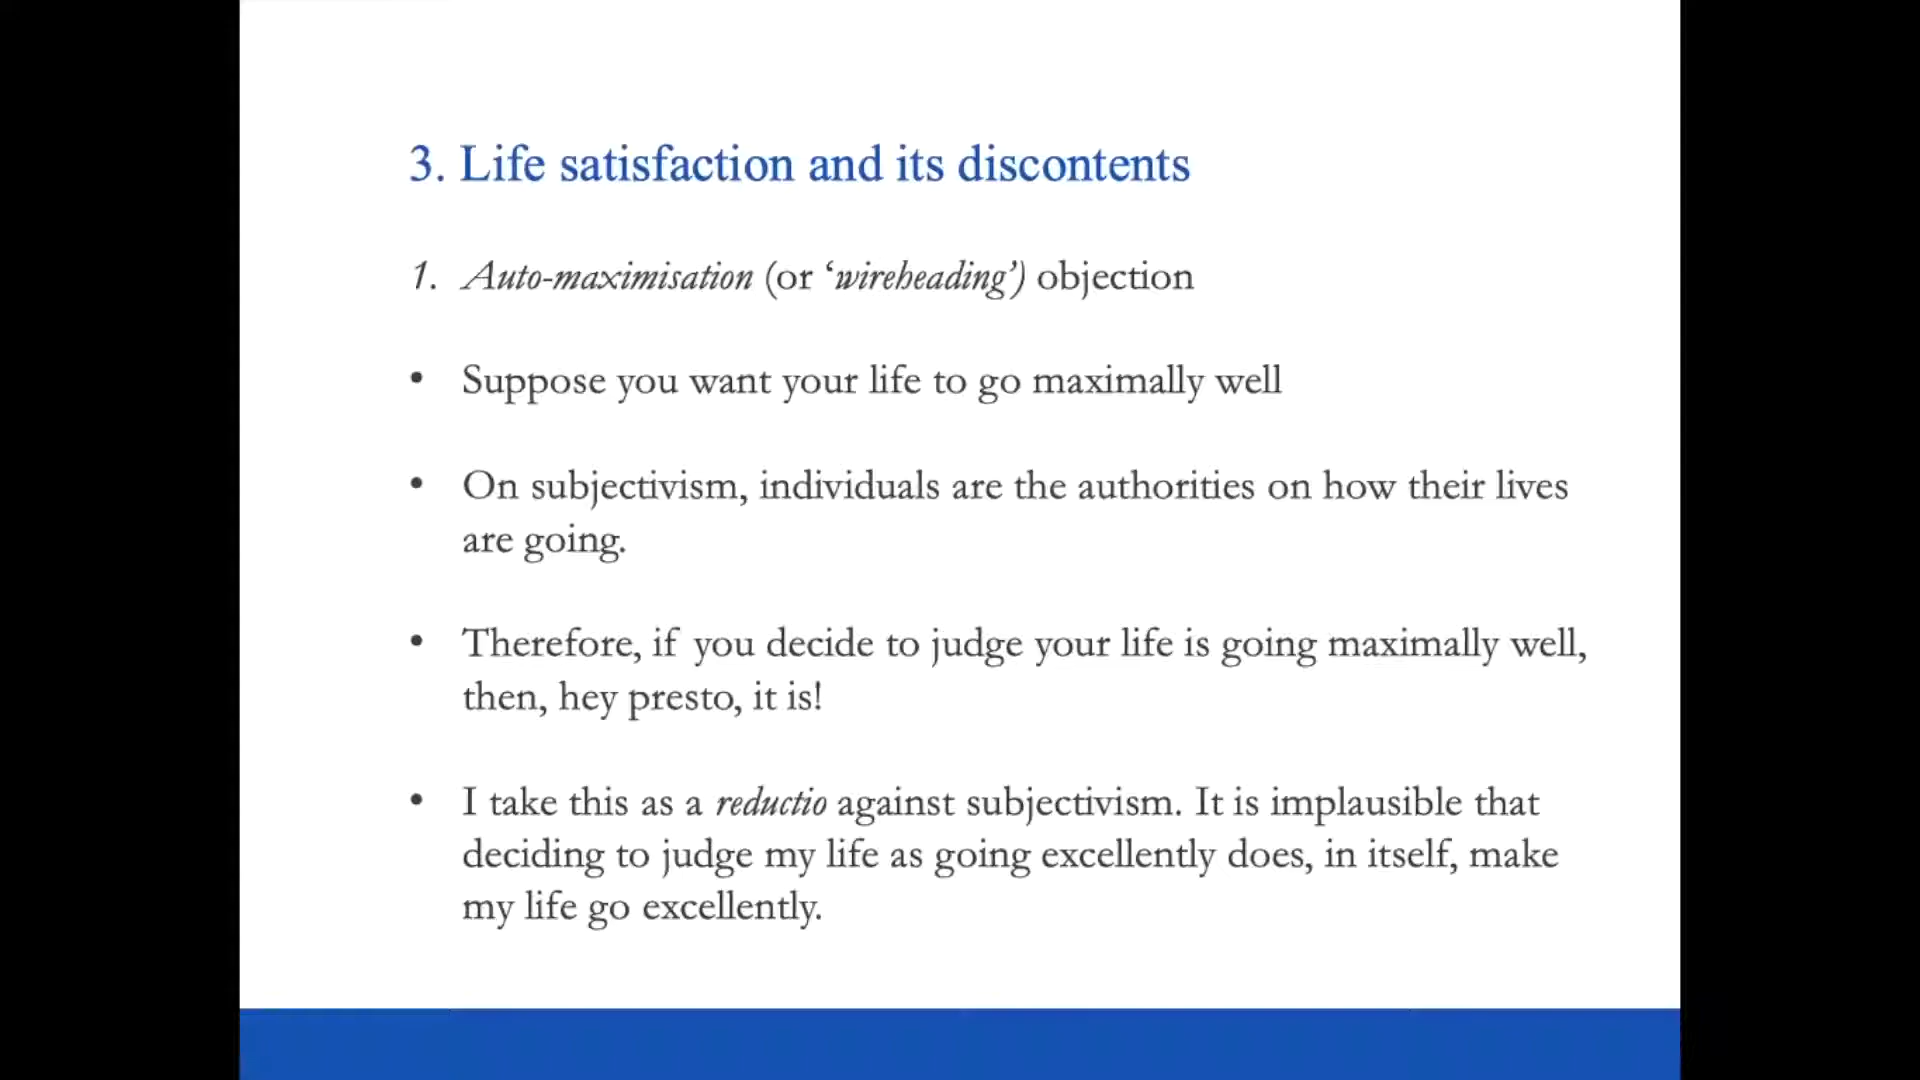 3. Life satisfaction and its discontents
1. Auto-maximisation (or ‘wireheading’) objection
• Suppose you want your life to go maximally well
• On subjectivism, individuals are the authorities on how their lives
are going.
• Therefore, if you decide to judge your life is going maximally well,
then, hey presto, it is!
• I take this as a reductio against subjectivism. It is implausible that
deciding to judge my life as going excellently does, in itself, make
my life go excellently.